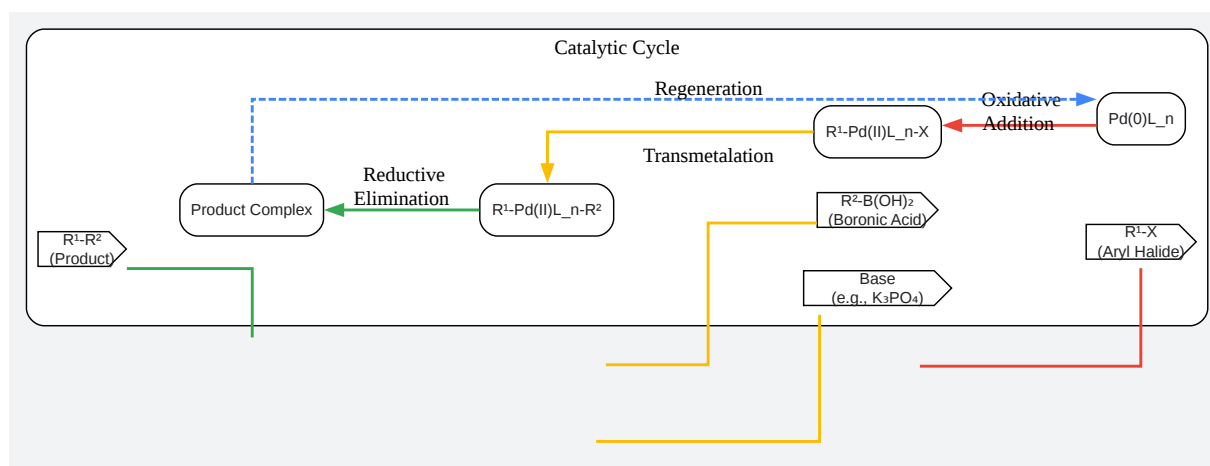 Catalytic Cycle
Regeneration
Oxidative
Addition
Pd(0)L_n
R¹-Pd(II)L_n-X
Transmetalation
Reductive
Elimination
Product Complex
R¹-Pd(II)L_n-R²
R²-B(OH)₂
(Boronic Acid)
R¹-X
(Aryl Halide)
R¹-R²
(Product)
Base
(e.g., K₃PO₄)